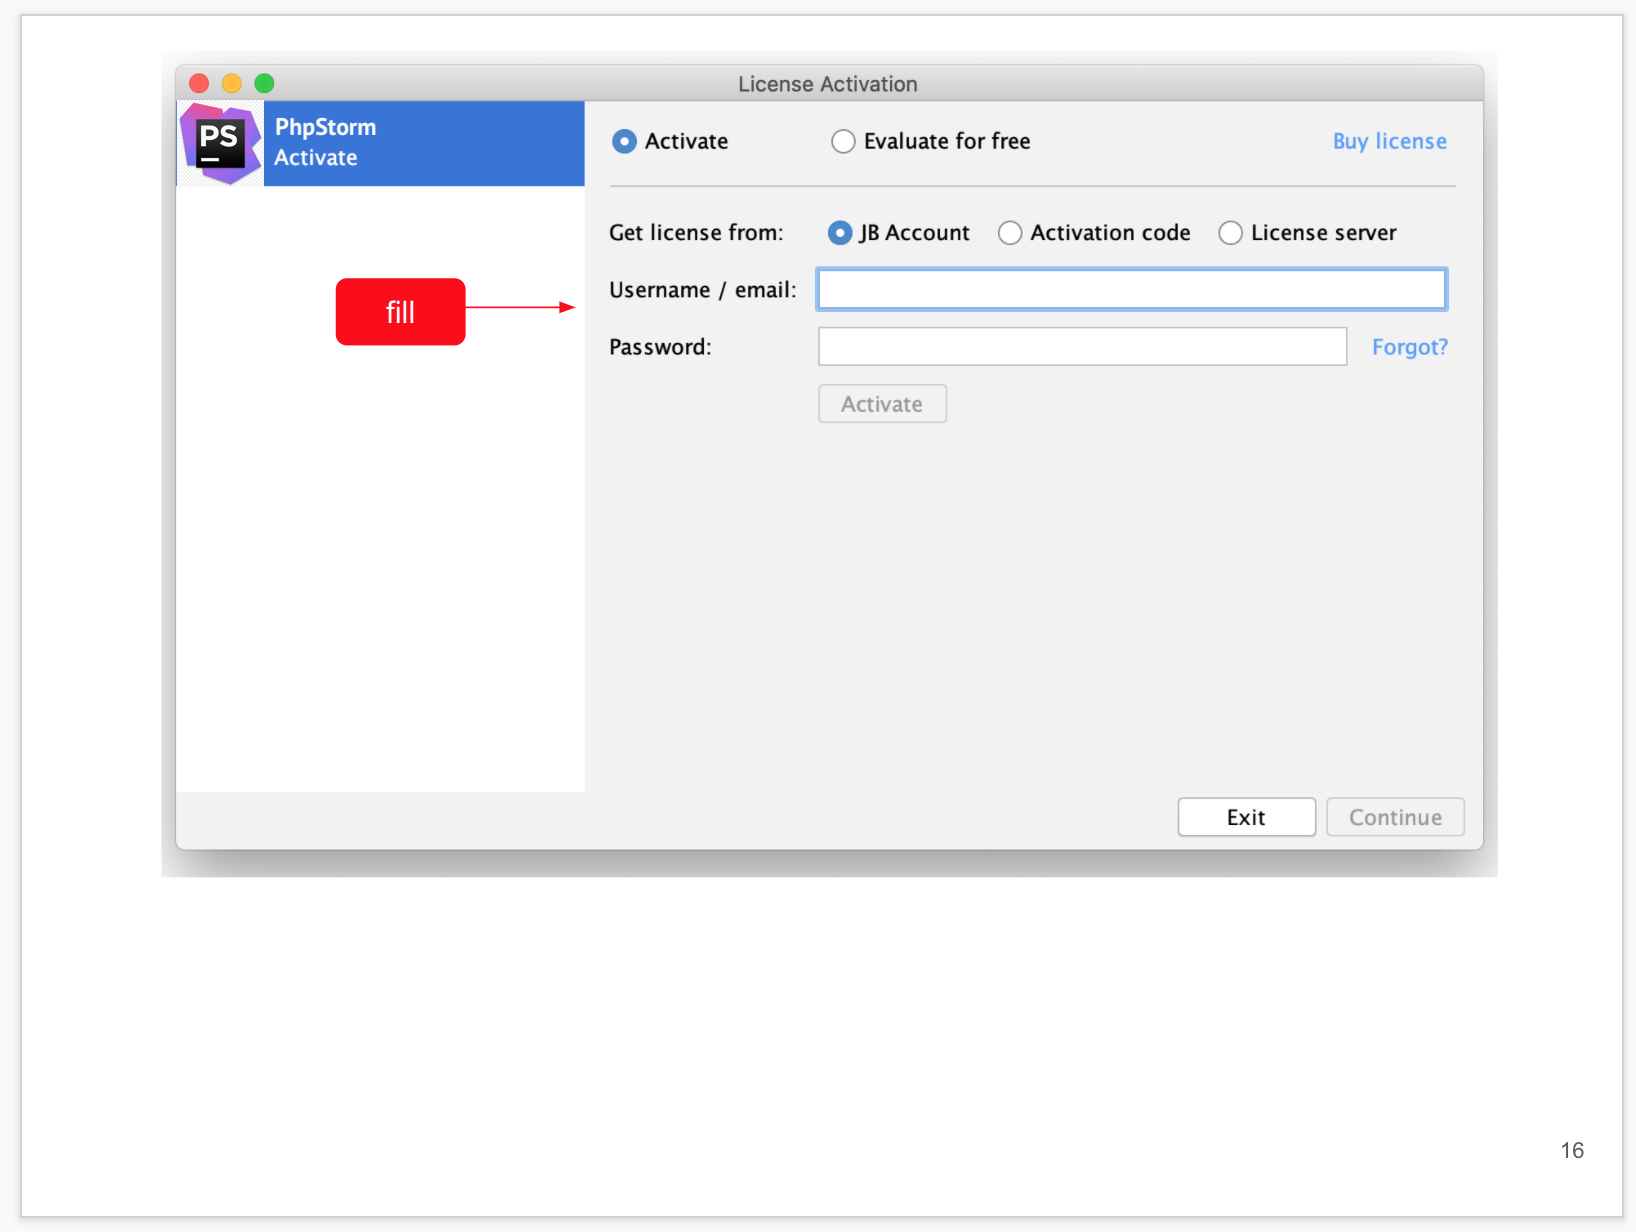 License Activation
PS
PhpStorm
Activate
Activate Evaluate for free Buy license
Get license from: JB Account Activation code License server
fill
Username / email:
Password: Forgot?
Activate
Exit Continue
16